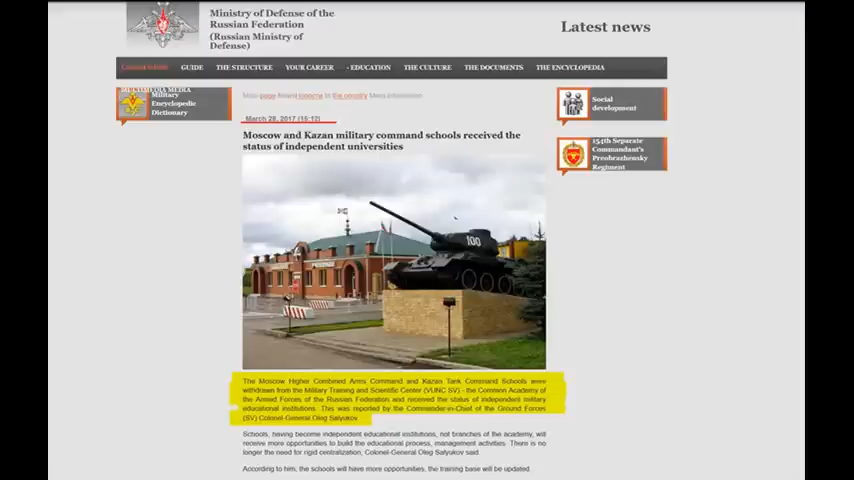 Ministry of Defense of the
Russian Federation
(Russian Ministry of
Defense)
Latest news
GUIDE THE STRUCTURE YOUR CAREER - EDUCATION THE CULTURE THE DOCUMENTS THE ENCYCLOPEDIA
MULTIMEDIA MEDIA
Military
Encyclopedic
Dictionary
Social
development
154th Separate
Commandant's
Preobrazhensky
Regiment
March 28, 2017 (15:12)
Moscow and Kazan military command schools received the
status of independent universities
100
The Moscow Higher Combined Arms Command and Kazan Tank Command Schools were
withdrawn from the Military Training and Scientific Center (VUNC SV) - the Common Academy of
the Armed Forces of the Russian Federation and received the status of independent military
educational institutions. This was reported by the Commander-in-Chief of the Ground Forces
(SV) Colonel-General Oleg Salyukov.
Schools, having become independent educational institutions, not branches of the academy, will
receive more opportunities to build the educational process, management activities. There is no
longer the need for rigid centralization, Colonel-General Oleg Salyukov said.
According to him, the schools will have more opportunities, the training base will be updated.